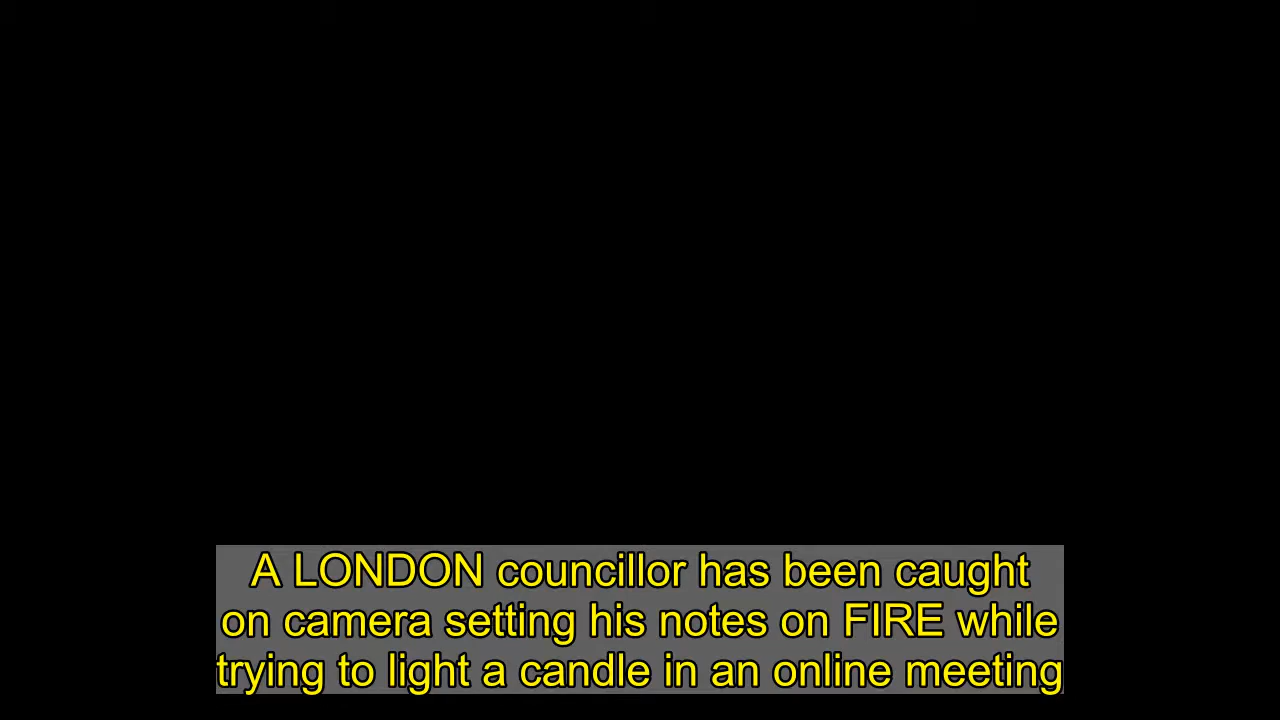 A LONDON councillor has been caught
on camera setting his notes on FIRE while
trying to light a candle in an online meeting